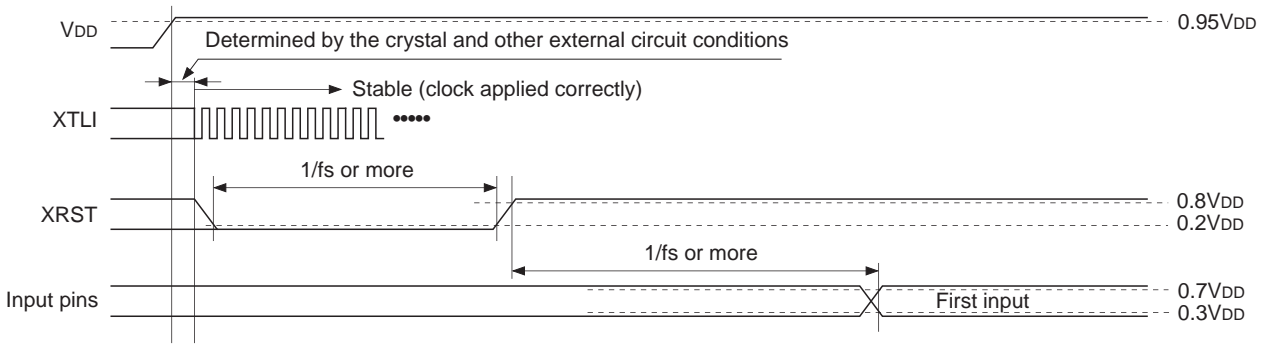 VDD
0.95VDD
Determined by the crystal and other external circuit conditions
Stable (clock applied correctly)
XTLI
1/fs or more
XRST
0.8VDD
0.2VDD
1/fs or more
Input pins
First input
0.7VDD
0.3VDD